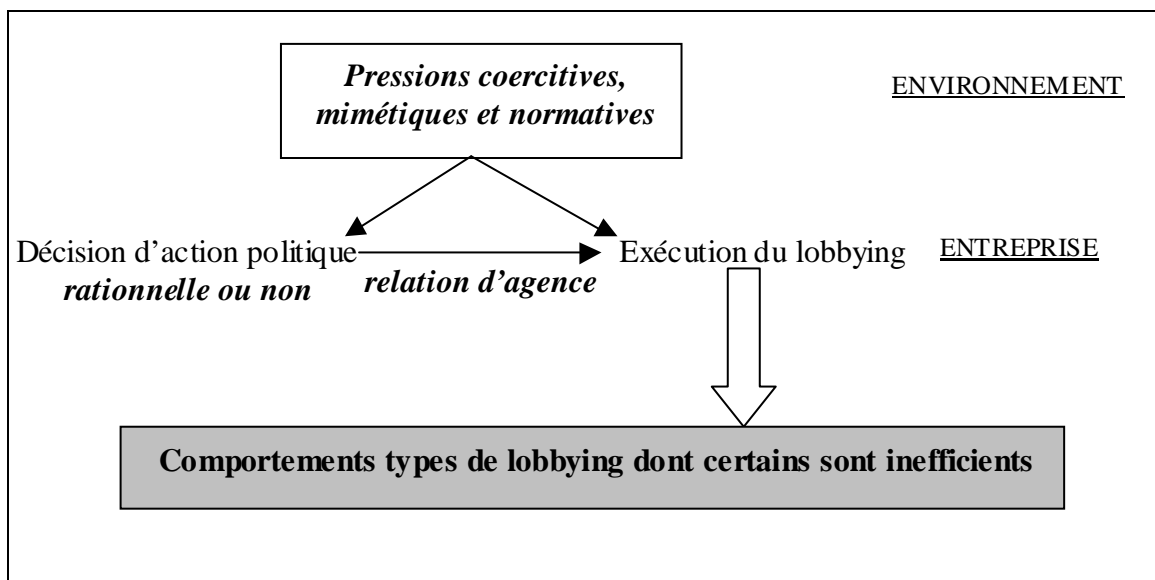 Pressions coercitives,
mimétiques et normatives
ENVIRONNEMENT
Décision d’action politique
rationnelle ou non
relation d’agence
Exécution du lobbying
ENTREPRISE
Comportements types de lobbying dont certains sont inefficients